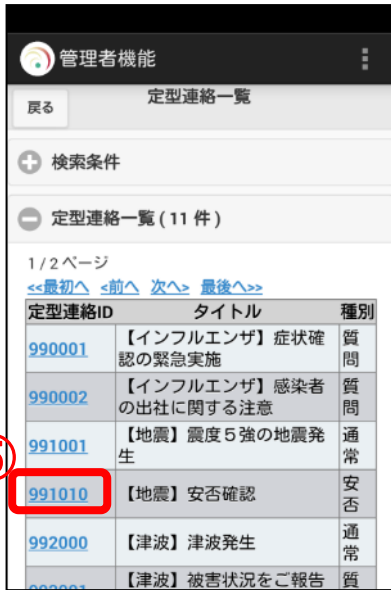 管理者機能
戻る
定型連絡一覧
検索条件
定型連絡一覧 ( 11 件 )
1 / 2 ページ
<<最初へ <前へ 次へ> 最後へ>>
定型連絡ID タイトル 種別
990001 【インフルエンザ】症状確認の緊急実施 質問
990002 【インフルエンザ】感染者の出社に関する注意 質問
991001 【地震】震度５強の地震発生 通常
991010 【地震】安否確認 安否
992000 【津波】津波発生 通常
【津波】被害状況をご報告 質